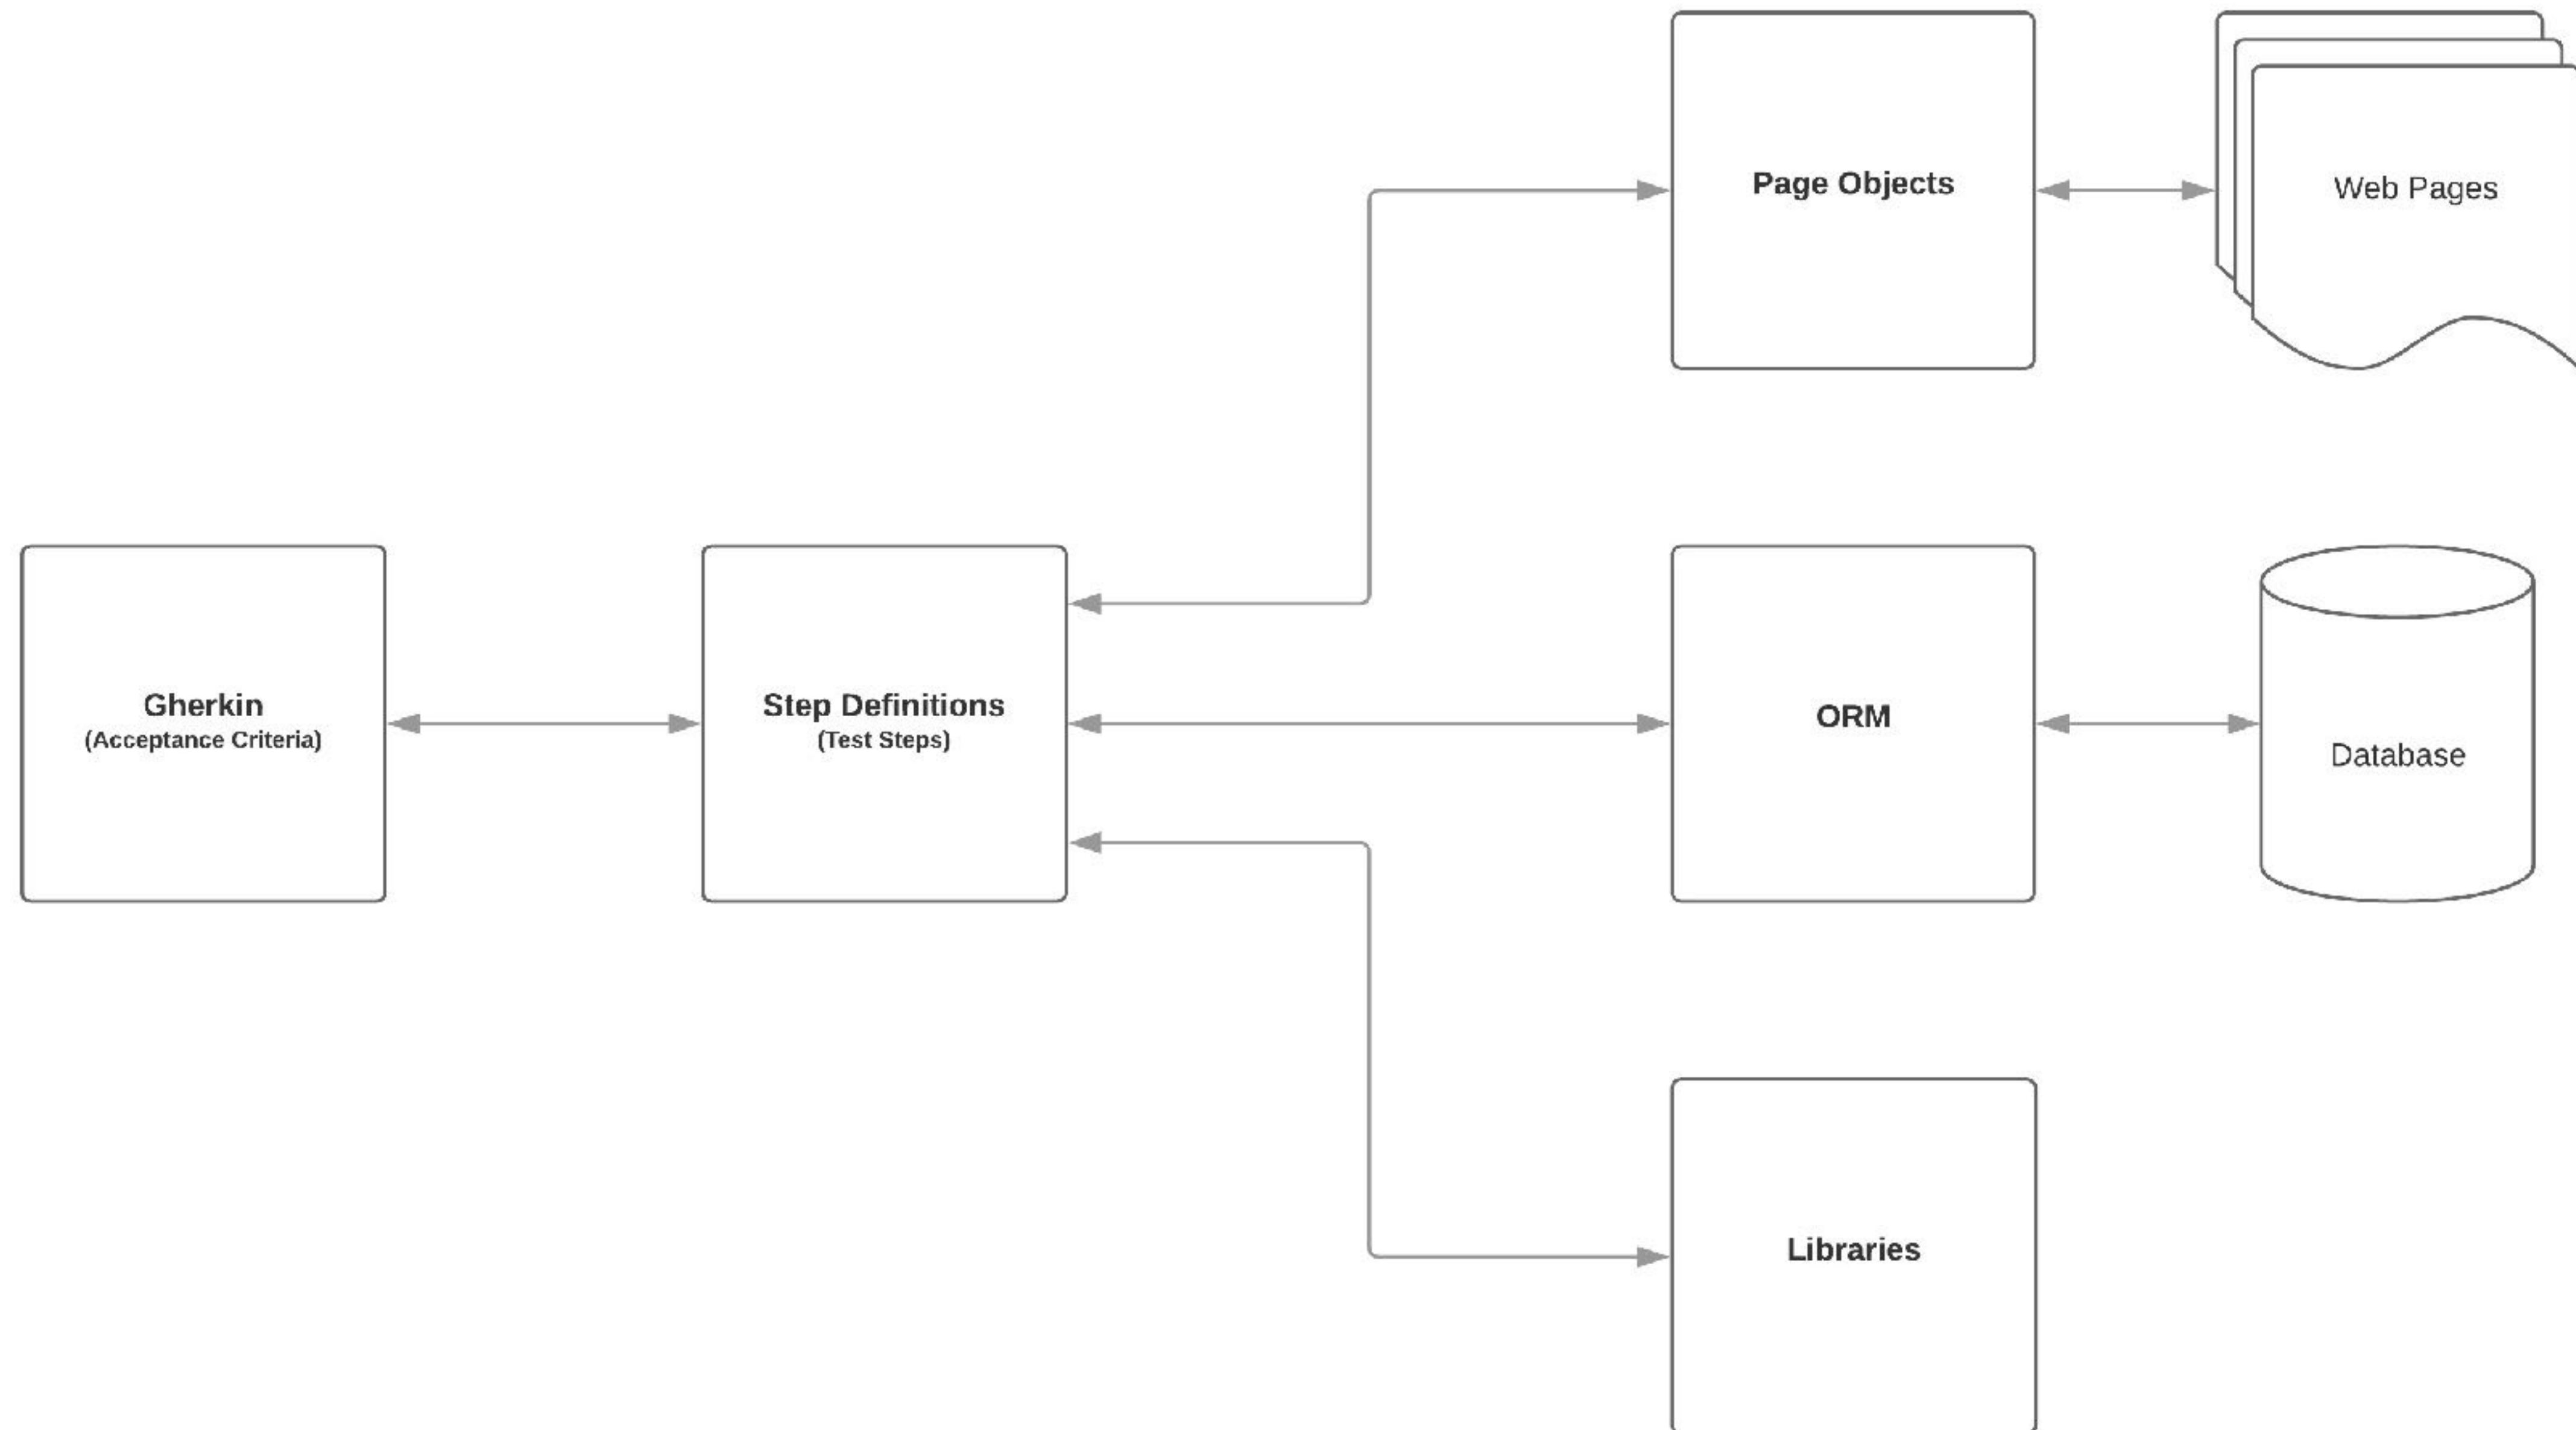 Page Objects
Web Pages
Gherkin
(Acceptance Criteria)
Step Definitions
(Test Steps)
ORM
Database
Libraries